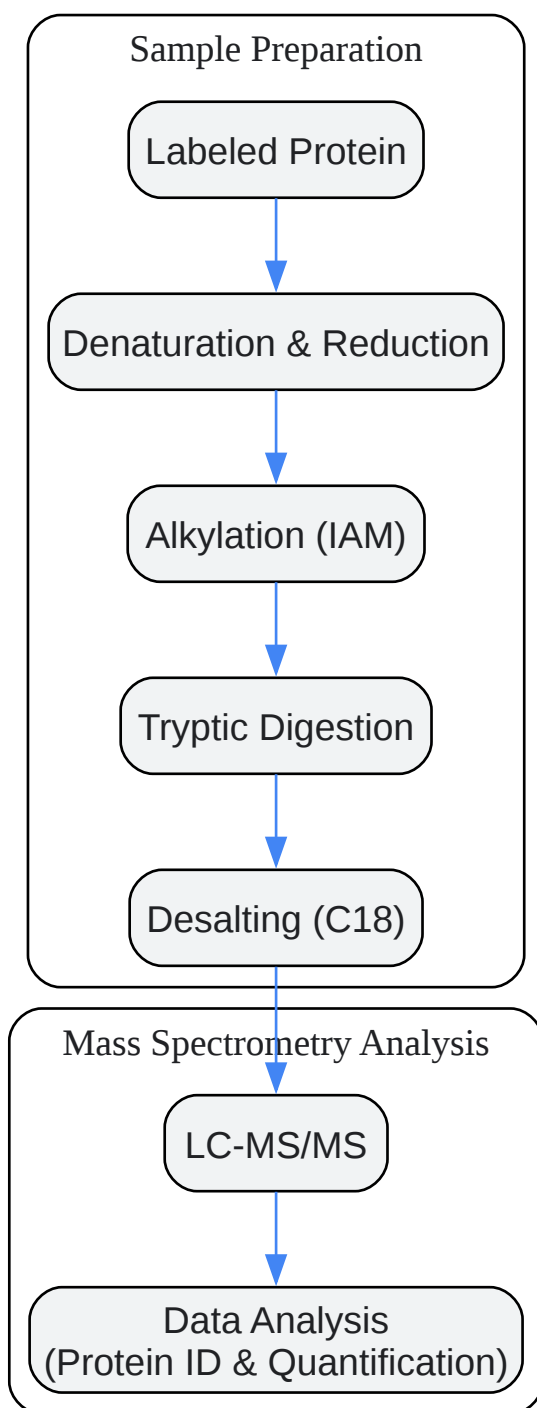 Sample Preparation
Labeled Protein
Denaturation & Reduction
Alkylation (IAM)
Tryptic Digestion
Desalting (C18)
Mass Spectrometry Analysis
LC-MS/MS
Data Analysis
(Protein ID & Quantification)